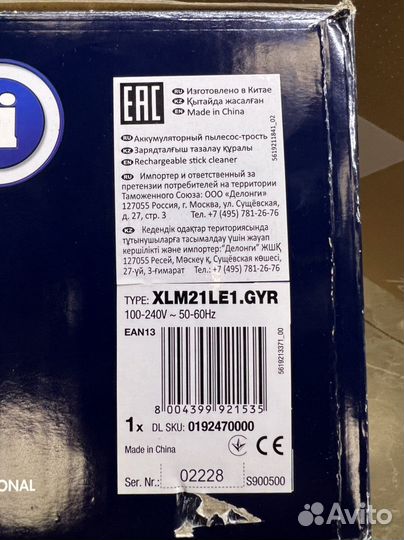 i
EAC
RU Изготовлено в Китае
KZ Қытайда жасалған
EN Made in China
5619211841_02
RU Аккумуляторный пылесос-трость
KZ Зарядталғыш тазалау құралы
EN Rechargeable stick cleaner
RU Импортер и ответственный за
претензии потребителей на территории
Таможенного Союза: ООО «Делонги»
127055 Россия, г. Москва, ул. Сущёвская,
д. 27, стр. 3 Тел. +7 (495) 781-26-76
KZ Кедендік одақтар территориясында
тұтынушыларға тасымалдау үшін жауап
кершілікті және импортер: "Делонги" ЖШҚ
127055 Ресей, Мәскеу қ, Сущёвская көшесі,
27-үй, 3-ғимарат Тел.: +7 (495) 781-26-76
TYPE: XLM21LE1.GYR
100-240V ~ 50-60Hz
EAN13
5619213371_00
8 004399 921535
1x DL SKU: 0192470000
Made in China
CE
Ser. Nr.: 02228 S900500
ONAL
Avito